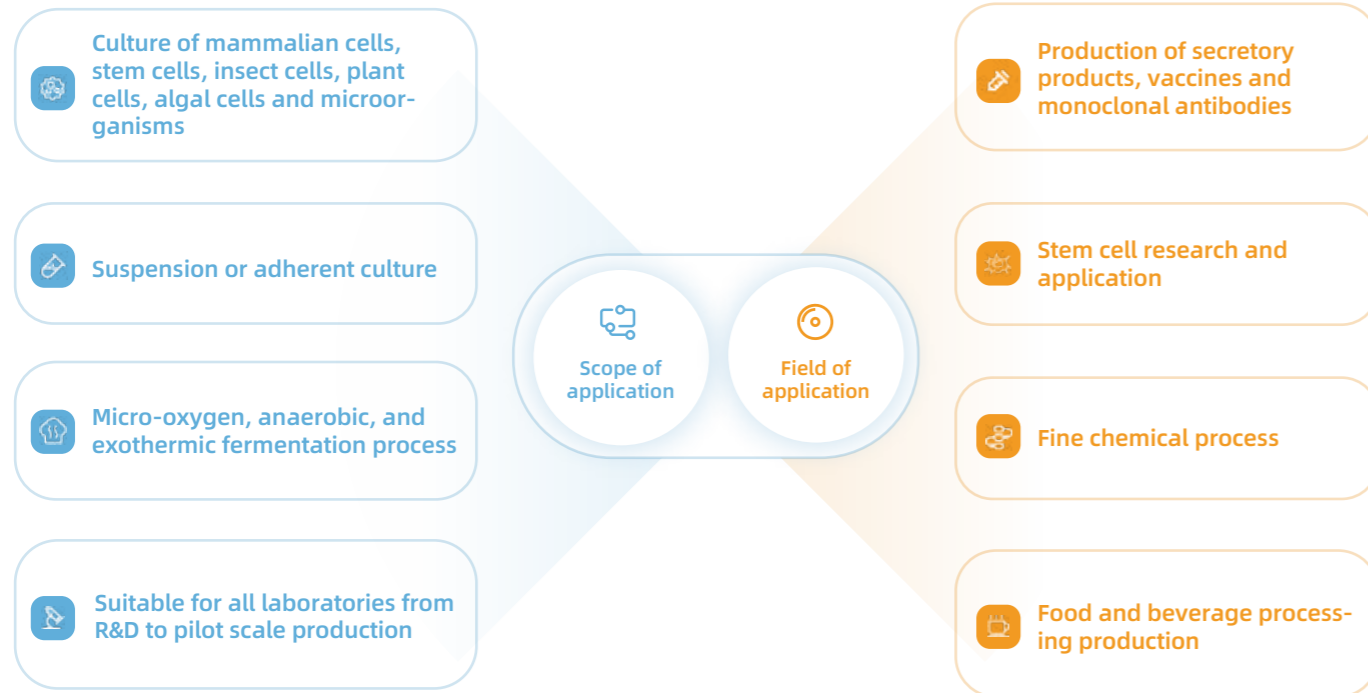 Culture of mammalian cells,
stem cells, insect cells, plant
cells, algal cells and microor-
ganisms
Suspension or adherent culture
Micro-oxygen, anaerobic, and
exothermic fermentation process
Suitable for all laboratories from
R&D to pilot scale production
Scope of
application
Field of
application
Production of secretory
products, vaccines and
monoclonal antibodies
Stem cell research and
application
Fine chemical process
Food and beverage process-
ing production